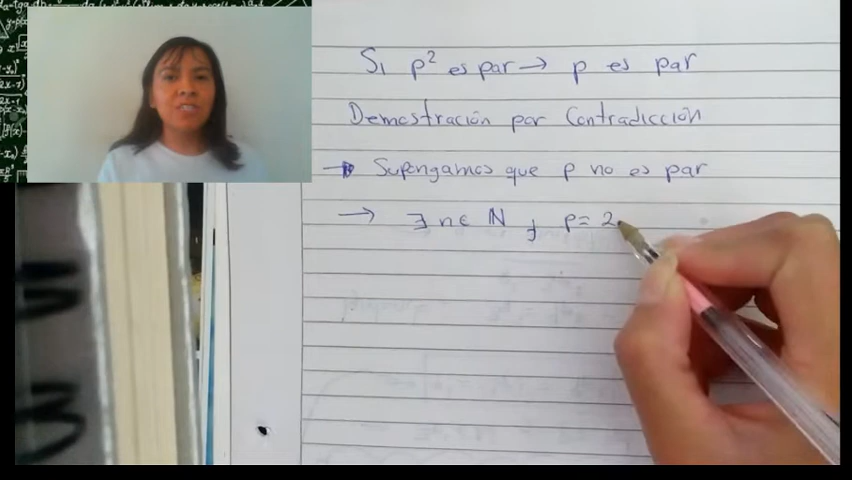 Si p² es par → p es par
Demostración por Contradicción
→ Supongamos que p no es par
→ ∃ n ∈ ℕ ∃ p = 2